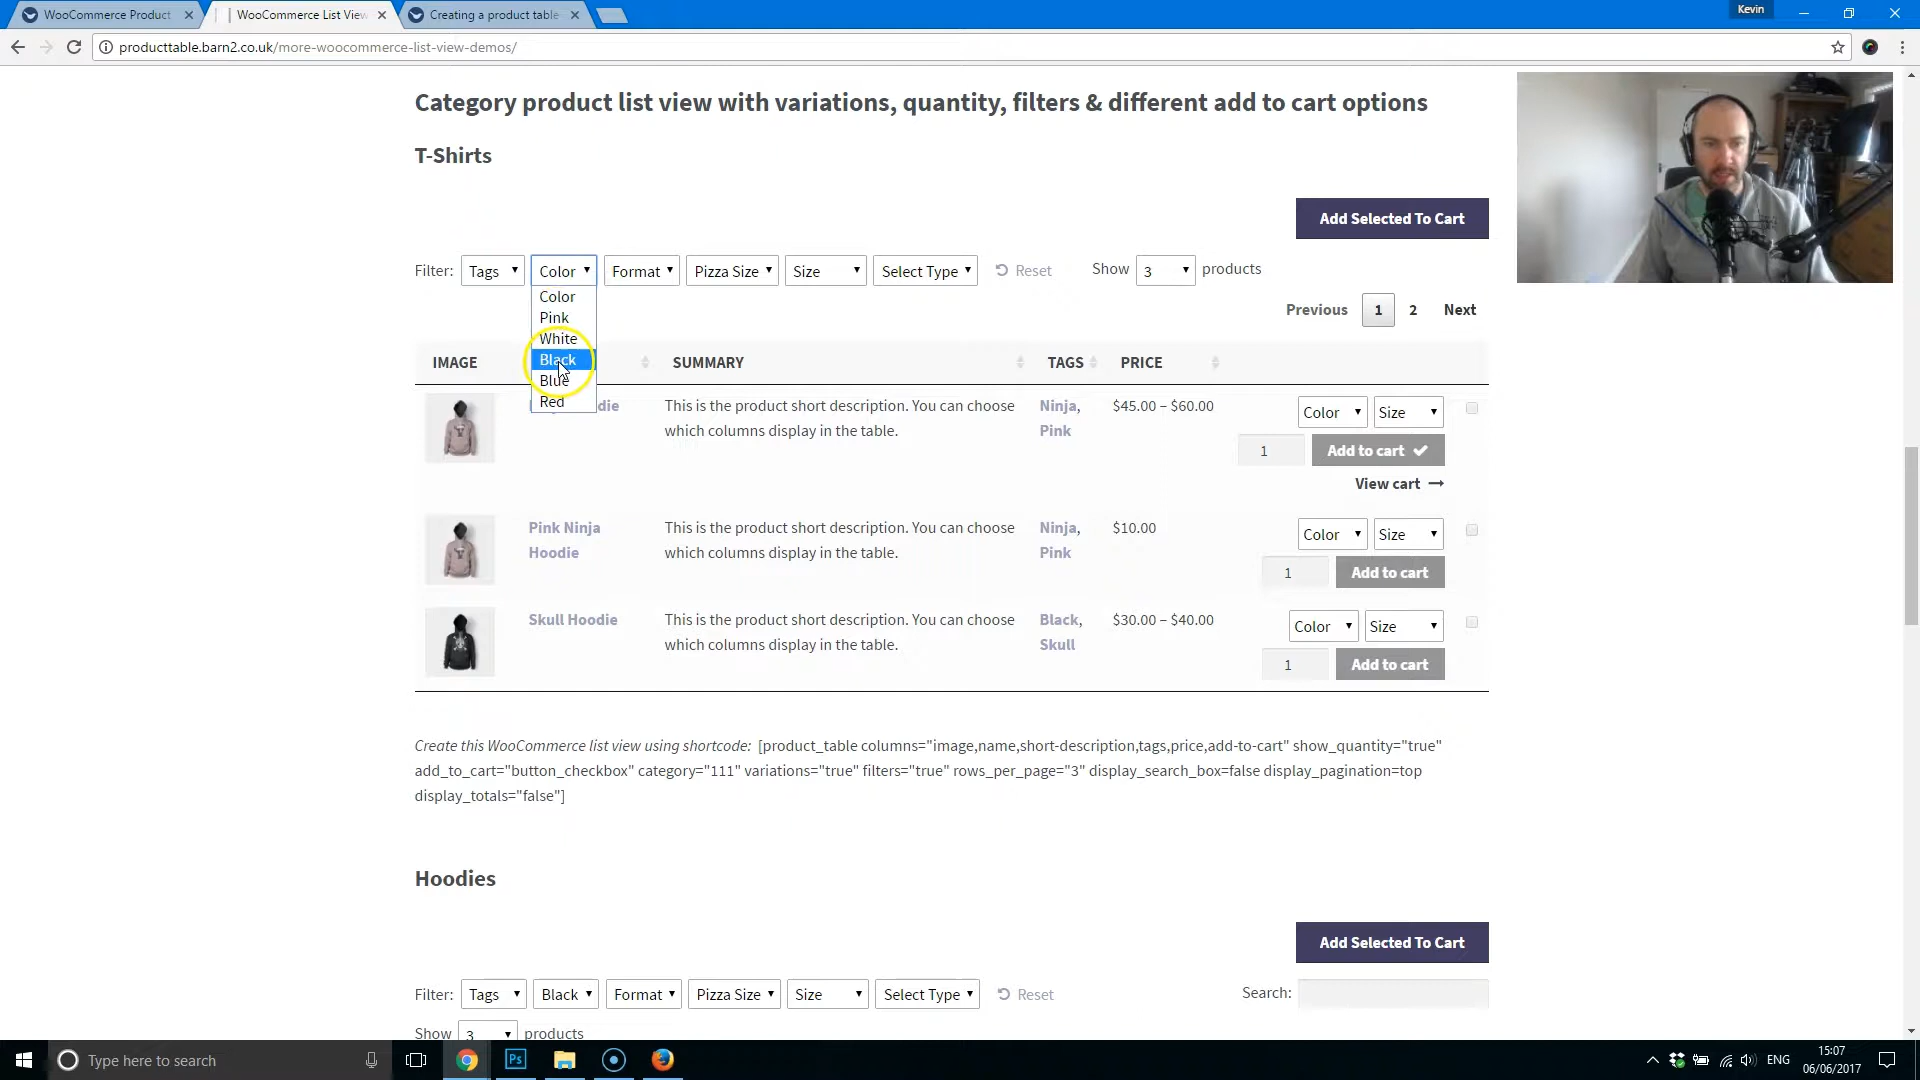 WooCommerce Product
WooCommerce List View
Creating a product table
Kevin
producttable.barn2.co.uk/more-woocommerce-list-view-demos/
Category product list view with variations, quantity, filters & different add to cart options
T-Shirts
Add Selected To Cart
Filter: Tags Color Format Pizza Size Size Select Type Reset Show 3 products
Color
Pink
White
Black
Blue
Red
Previous 1 2 Next
IMAGE SUMMARY TAGS PRICE
This is the product short description. You can choose
which columns display in the table.
Ninja,
Pink
$45.00 – $60.00
Color Size
1 Add to cart
View cart
Pink Ninja
Hoodie
This is the product short description. You can choose
which columns display in the table.
Ninja,
Pink
$10.00
Color Size
1 Add to cart
Skull Hoodie
This is the product short description. You can choose
which columns display in the table.
Black,
Skull
$30.00 – $40.00
Color Size
1 Add to cart
Create this WooCommerce list view using shortcode: [product_table columns="image,name,short-description,tags,price,add-to-cart" show_quantity="true"
add_to_cart="button_checkbox" category="111" variations="true" filters="true" rows_per_page="3" display_search_box=false display_pagination=top
display_totals="false"]
Hoodies
Add Selected To Cart
Filter: Tags Black Format Pizza Size Size Select Type Reset Search:
Show 3 products
Type here to search
Ps
ENG
15:07
06/06/2017